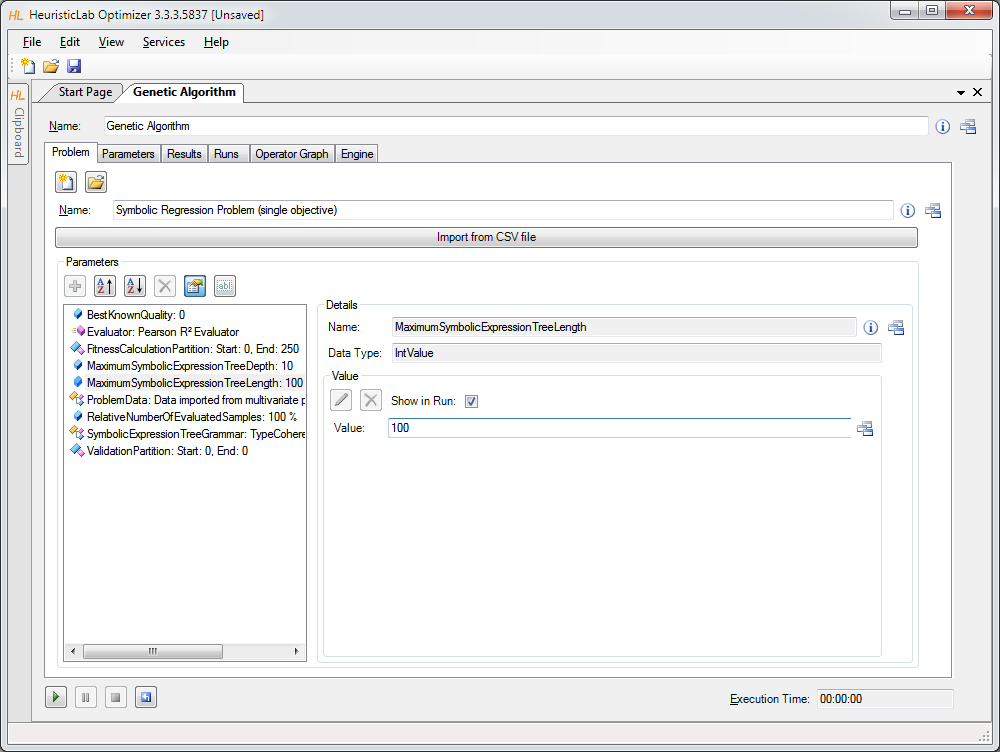 HL HeuristicLab Optimizer 3.3.3.5837 [Unsaved]
File Edit View Services Help
HL Clipboard
Start Page Genetic Algorithm
Name: Genetic Algorithm
Problem Parameters Results Runs Operator Graph Engine
Name: Symbolic Regression Problem (single objective)
Import from CSV file
Parameters
BestKnownQuality: 0
Evaluator: Pearson R² Evaluator
FitnessCalculationPartition: Start: 0, End: 250
MaximumSymbolicExpressionTreeDepth: 10
MaximumSymbolicExpressionTreeLength: 100
ProblemData: Data imported from multivariate p
RelativeNumberOfEvaluatedSamples: 100 %
SymbolicExpressionTreeGrammar: TypeCohere
ValidationPartition: Start: 0, End: 0
Details
Name: MaximumSymbolicExpressionTreeLength
Data Type: IntValue
Value
Show in Run:
Value: 100
Execution Time: 00:00:00